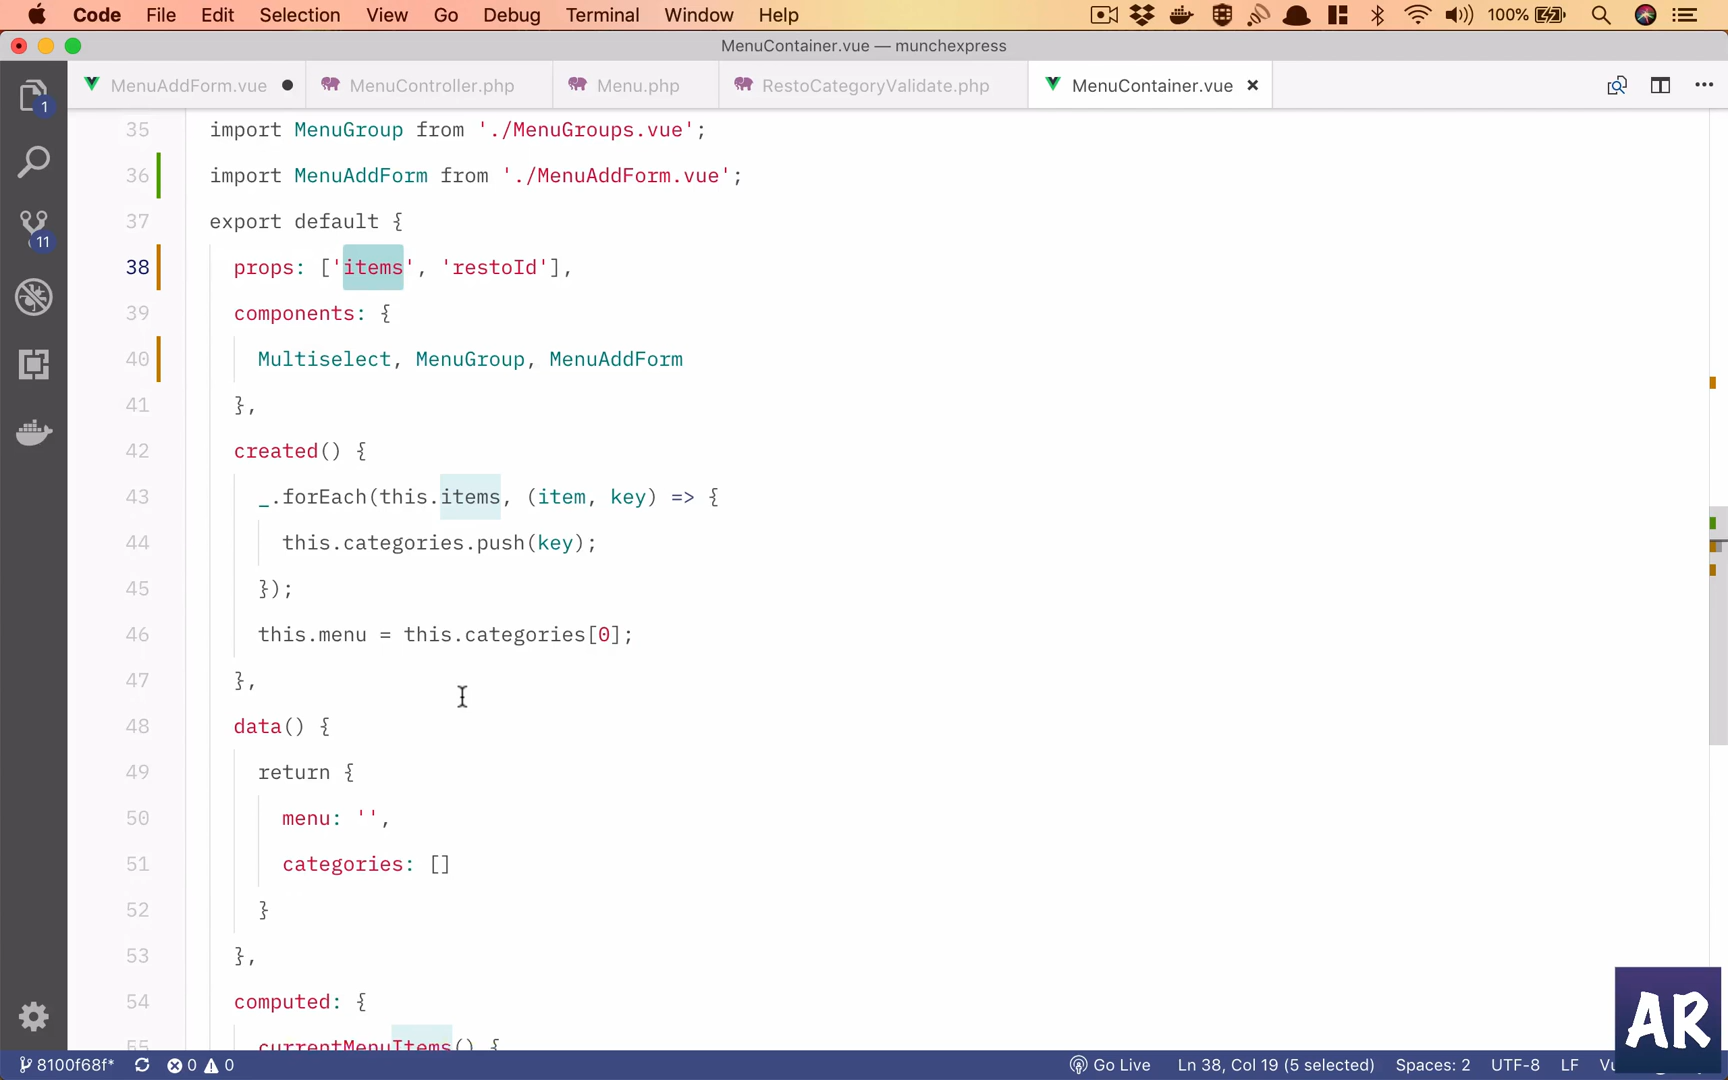 Code File Edit Selection View Go Debug Terminal Window Help 100%
MenuContainer.vue — munchexpress
MenuAddForm.vue MenuController.php Menu.php RestoCategoryValidate.php MenuContainer.vue
1
11
35 import MenuGroup from './MenuGroups.vue';
36 import MenuAddForm from './MenuAddForm.vue';
37 export default {
38 props: ['items', 'restoId'],
39 components: {
40 Multiselect, MenuGroup, MenuAddForm
41 },
42 created() {
43 _.forEach(this.items, (item, key) => {
44 this.categories.push(key);
45 });
46 this.menu = this.categories[0];
47 },
48 data() {
49 return {
50 menu: '',
51 categories: []
52 }
53 },
54 computed: {
55 currentMenuItems() {
8100f68f* 0 0 Go Live Ln 38, Col 19 (5 selected) Spaces: 2 UTF-8 LF
AR